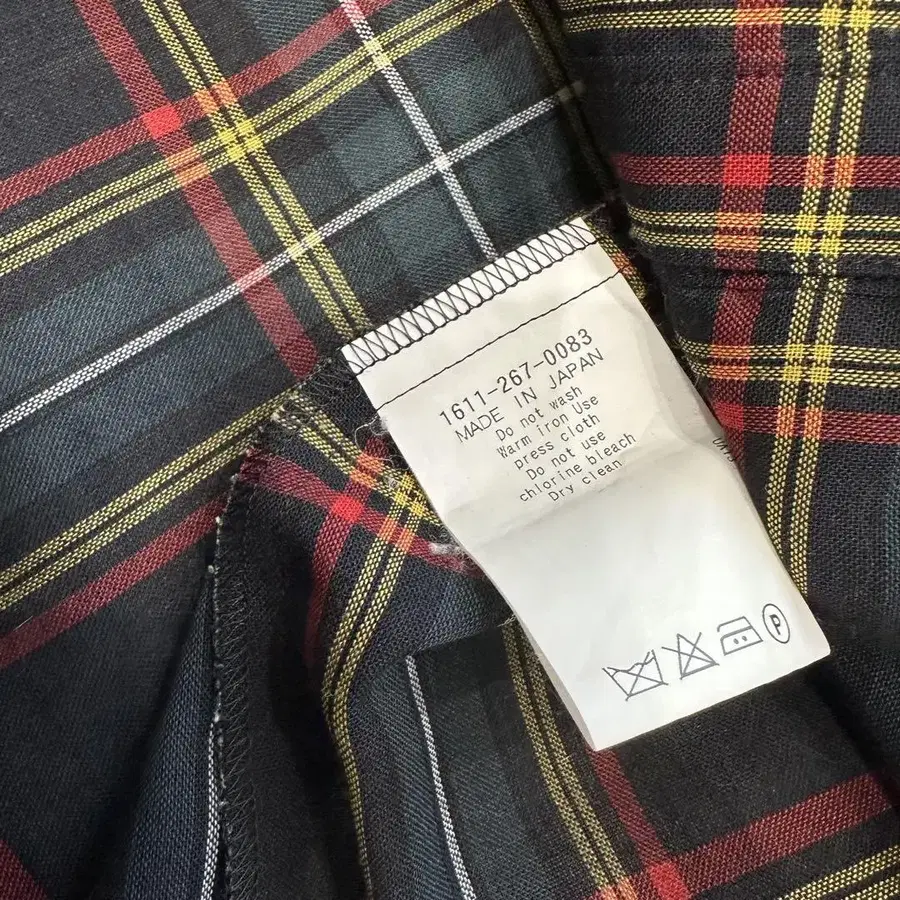 1611-267-0083
MADE IN JAPAN
Do not wash
Warm iron Use
press cloth
Do not use
chlorine bleach
Dry clean
P